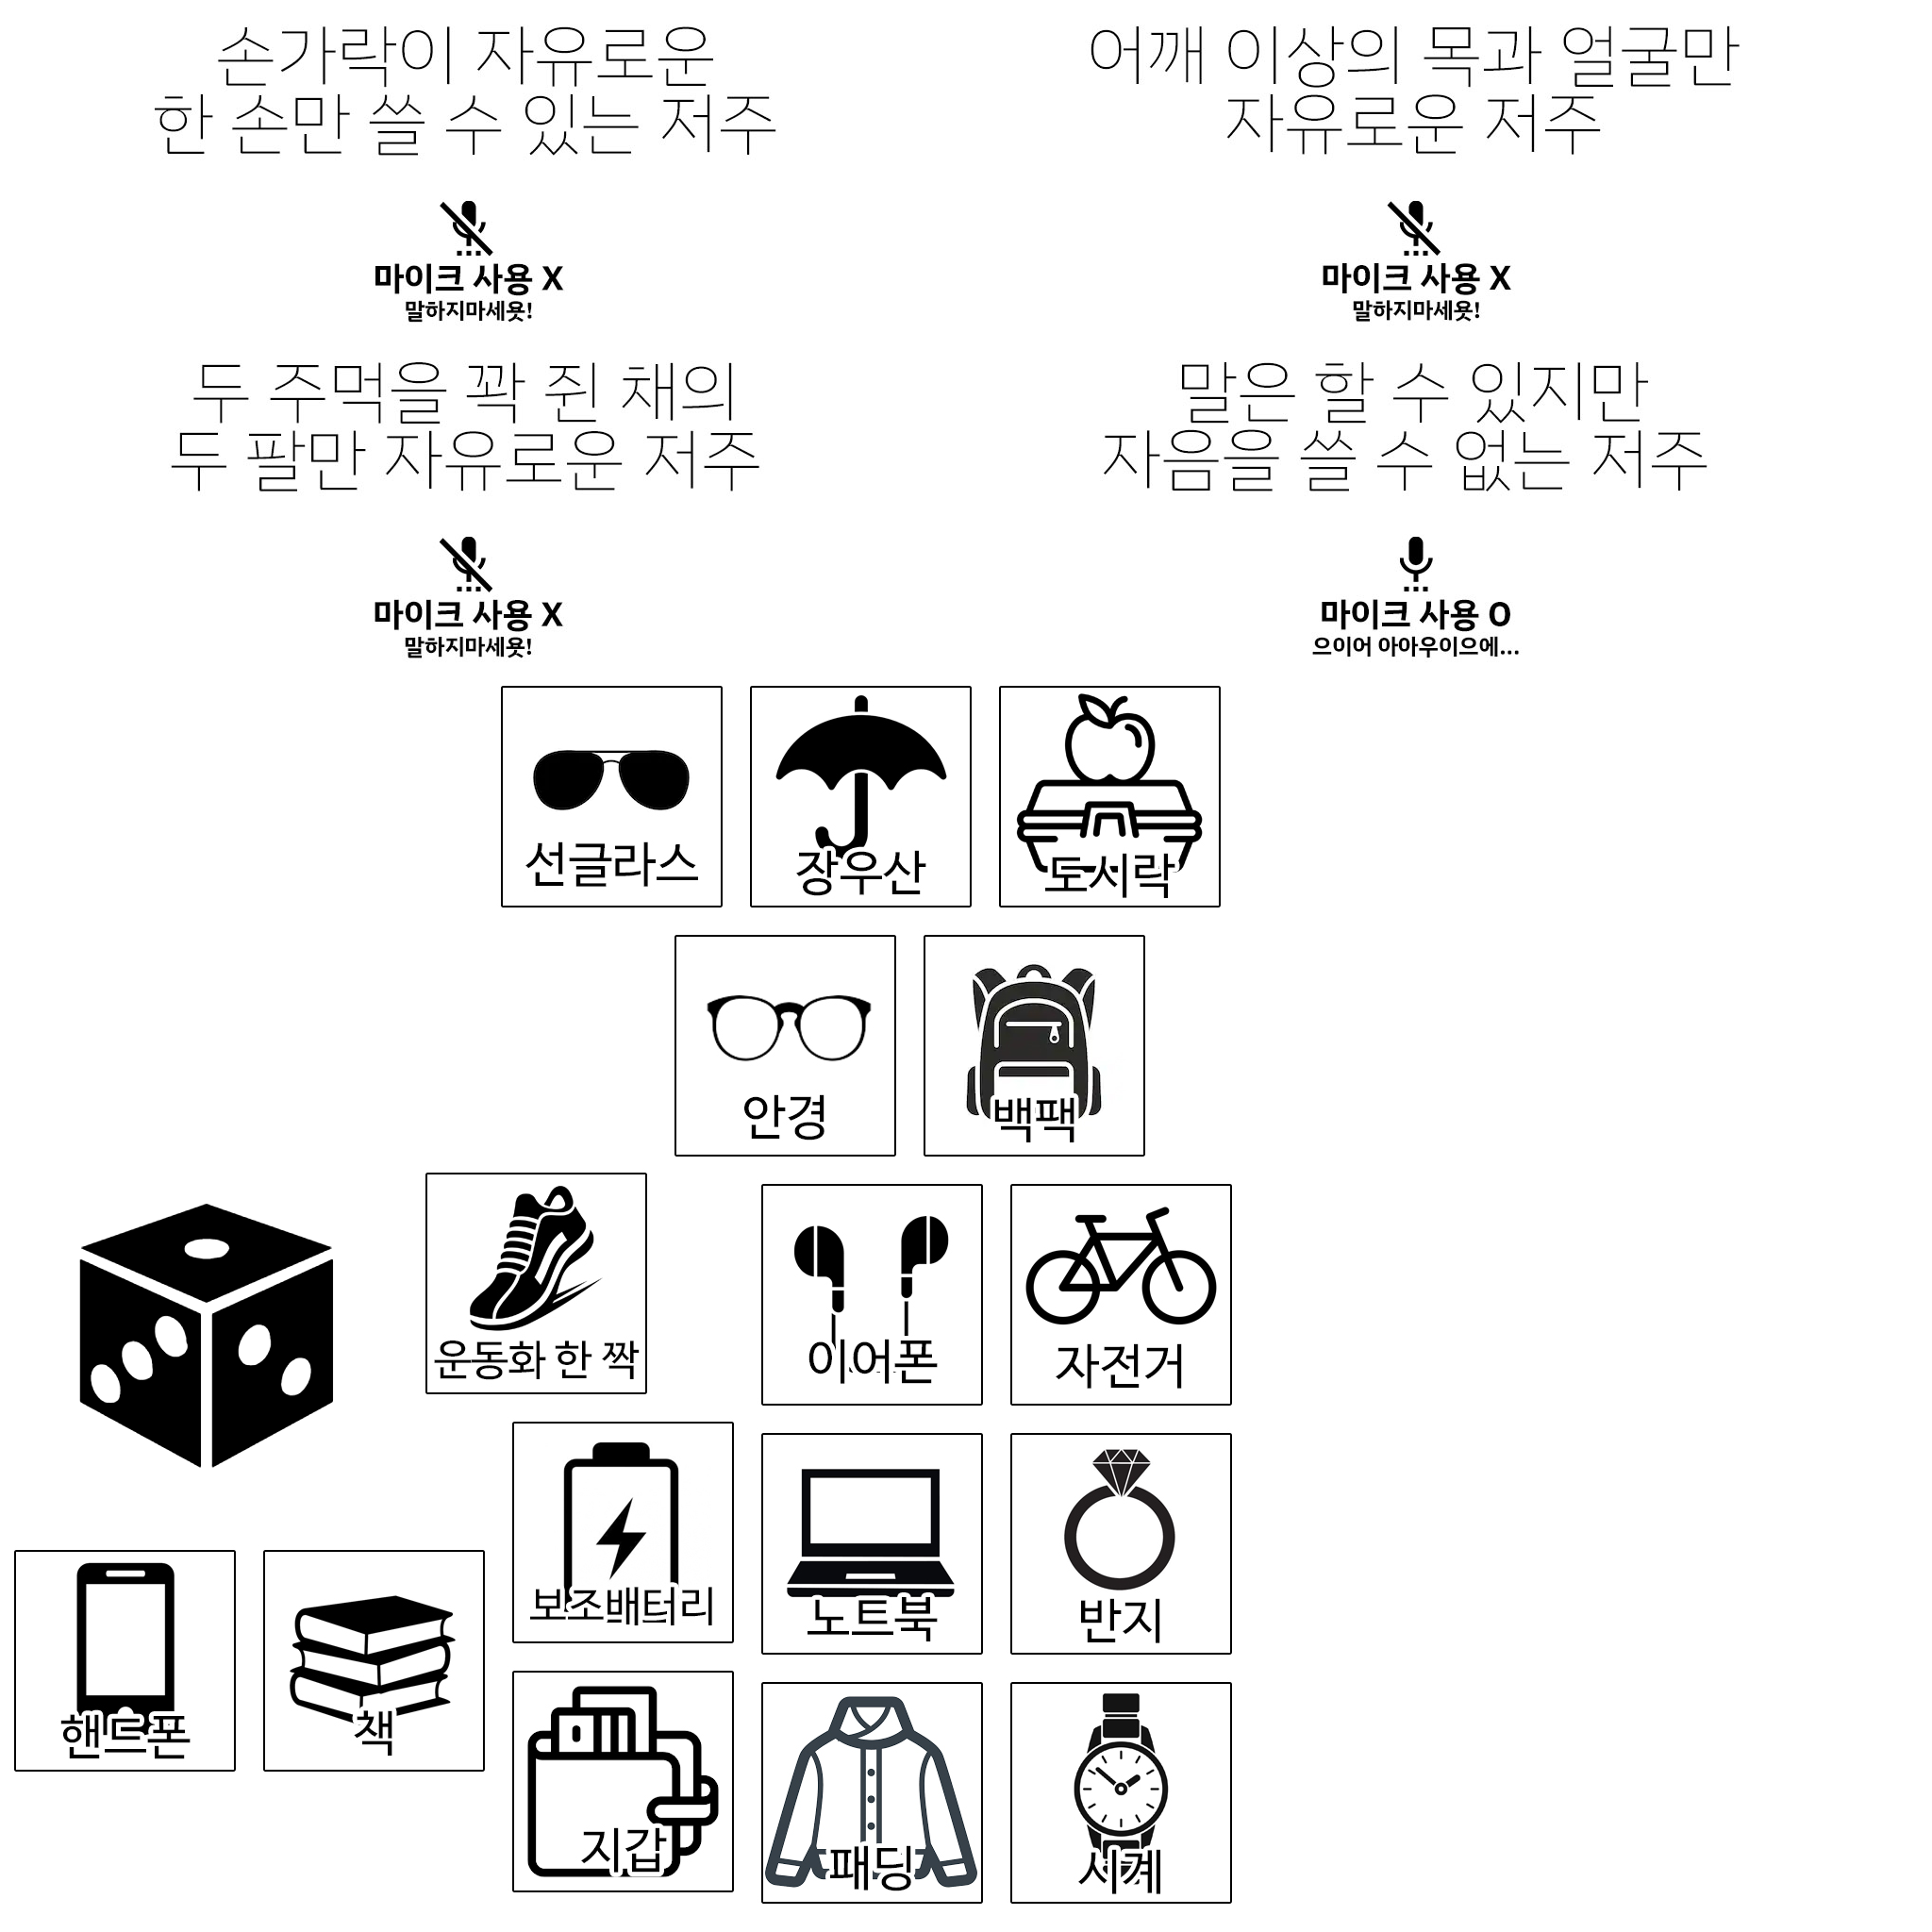 손가락이 자유로운
한 손만 쓸 수 있는 저주
마이크 사용 X
말하지마세욧!
어깨 이상의 목과 얼굴만
자유로운 저주
마이크 사용 X
말하지마세욧!
두 주먹을 꽉 쥔 채의
두 팔만 자유로운 저주
마이크 사용 X
말하지마세욧!
말은 할 수 있지만
자음을 쓸 수 없는 저주
마이크 사용 O
으이어 아아우이으에...
선글라스
장우산
도시락
안경
백팩
운동화 한 짝
이어폰
자전거
보조배터리
노트북
반지
핸드폰
책
지갑
패딩
시계